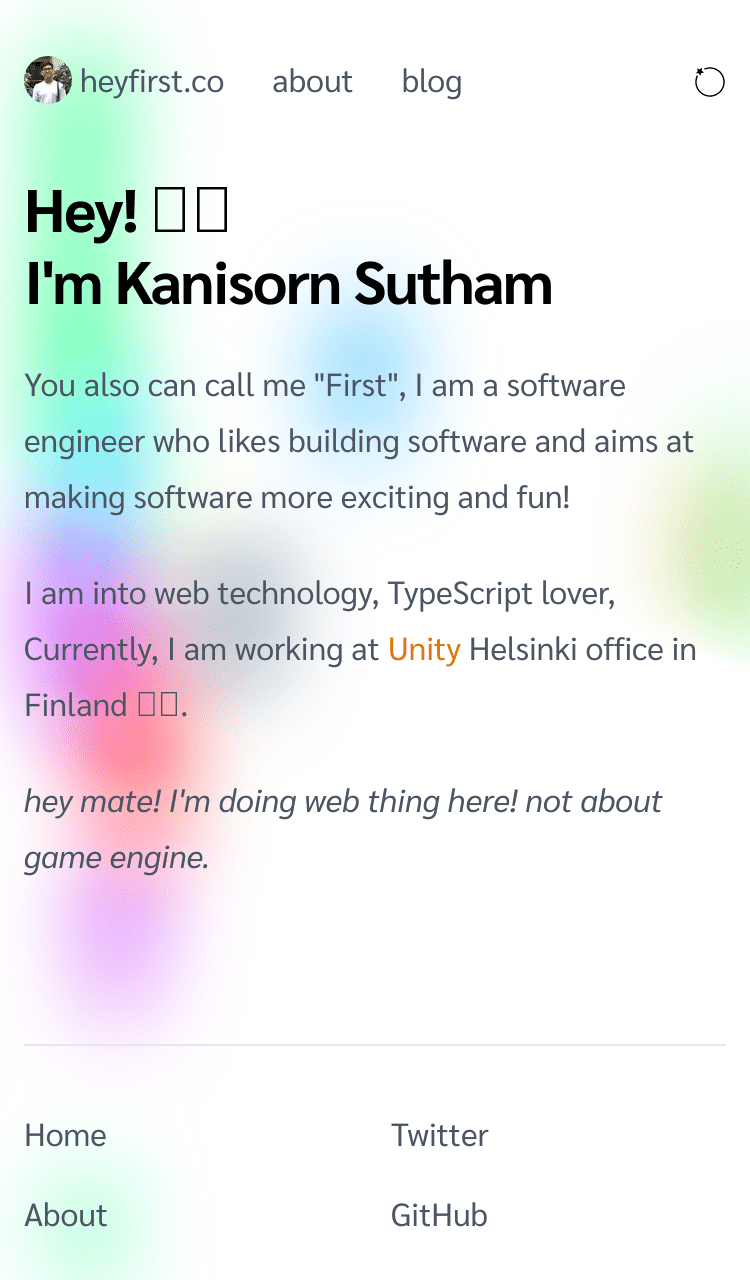 heyfirst.co about blog
Hey!
I'm Kanisorn Sutham
You also can call me "First", I am a software
engineer who likes building software and aims at
making software more exciting and fun!
I am into web technology, TypeScript lover,
Currently, I am working at Unity Helsinki office in
Finland .
hey mate! I'm doing web thing here! not about
game engine.
Home
Twitter
About
GitHub